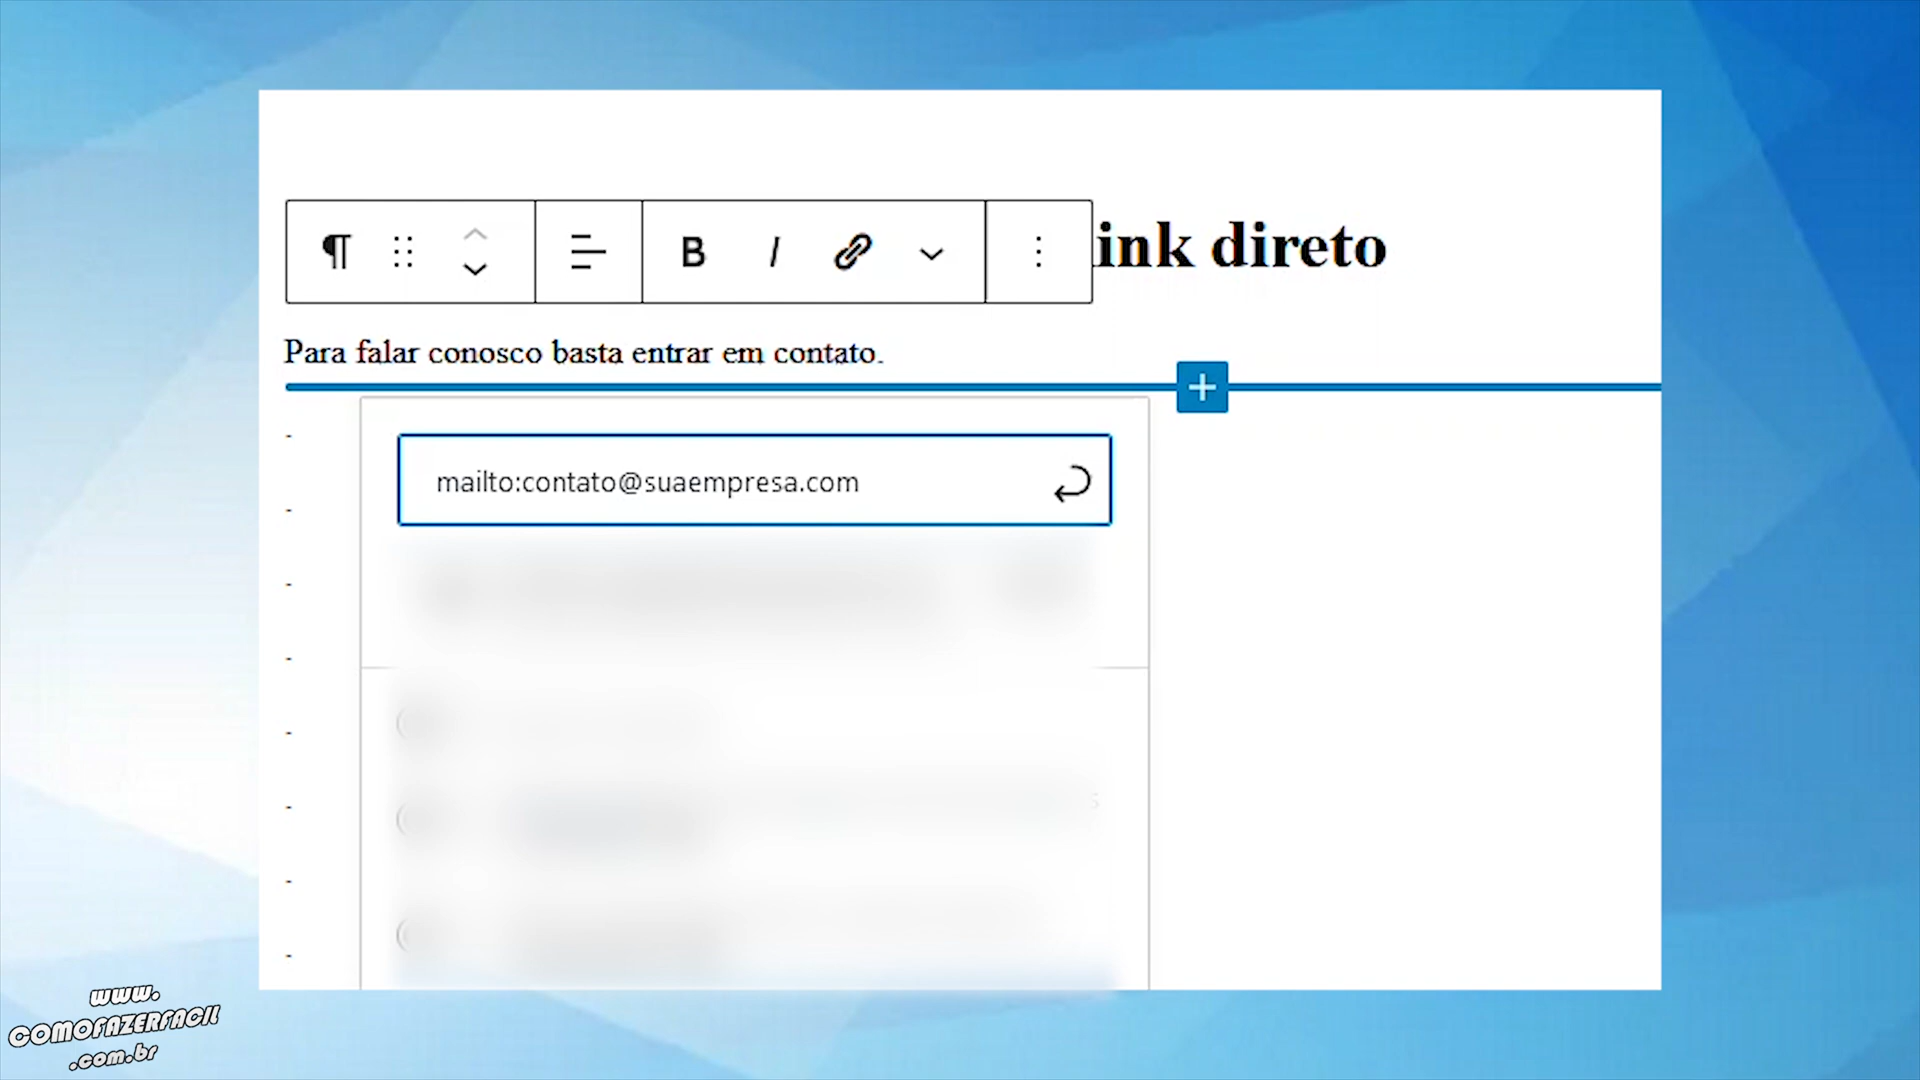 B I
ink direto
Para falar conosco basta entrar em contato.
mailto:contato@suaempresa.com
www.
COMOFAZERFACIL
.com.br